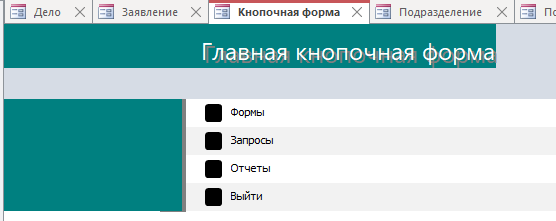 Дело
Заявление
Кнопочная форма
Подразделение
Главная кнопочная форма
Формы
Запросы
Отчеты
Выйти